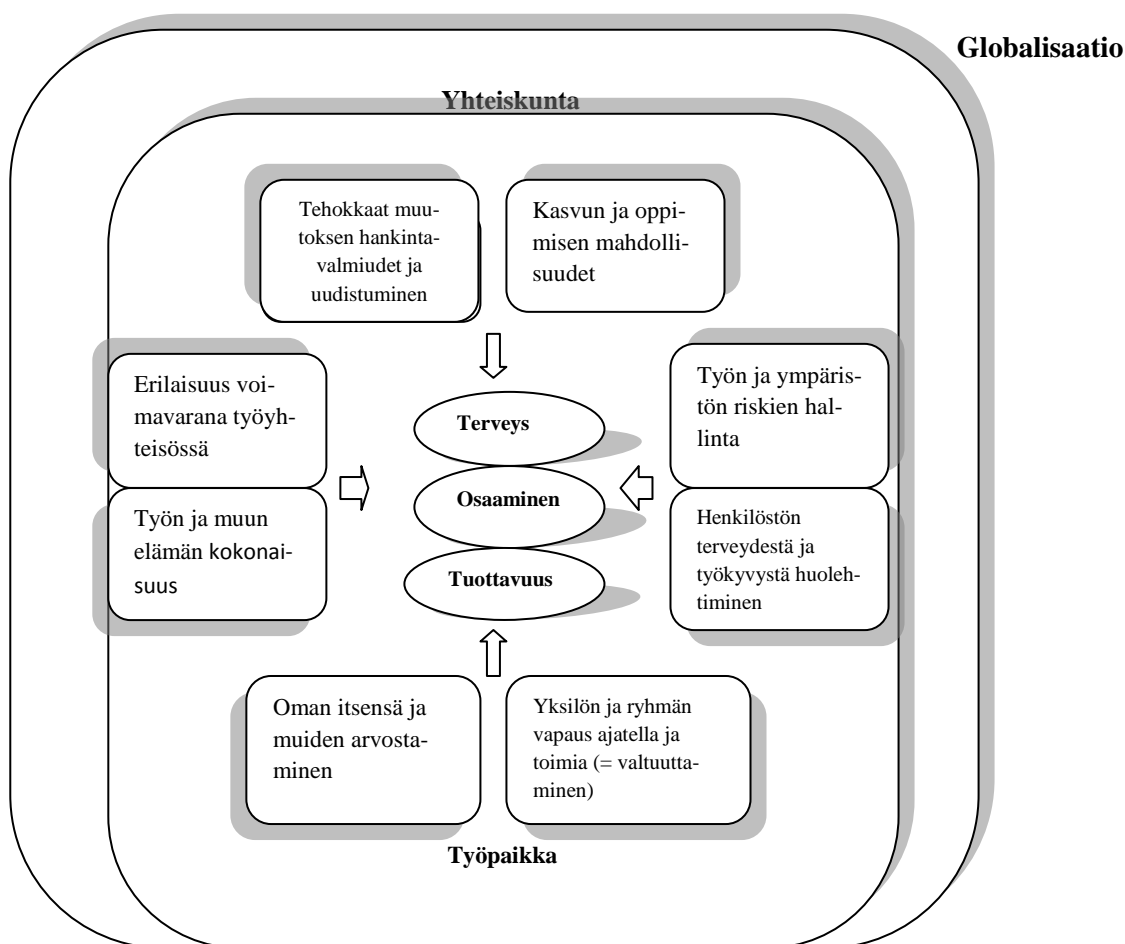 Globalisaatio
Yhteiskunta
Tehokkaat muu-
toksen hankinta-
valmiudet ja
uudistuminen
Kasvun ja oppi-
misen mahdolli-
suudet
Erilaisuus voi-
mavarana työyh-
teisössä
Työn ja muun
elämän kokonai-
suus
Terveys
Osaaminen
Tuottavuus
Työn ja ympäris-
tön riskien hal-
linta
Henkilöstön
terveydestä ja
työkyvystä huoleh-
timinen
Oman itsensä ja
muiden arvosta-
minen
Yksilön ja ryhmän
vapaus ajatella ja
toimia (= valtuutta-
minen)
Työpaikka